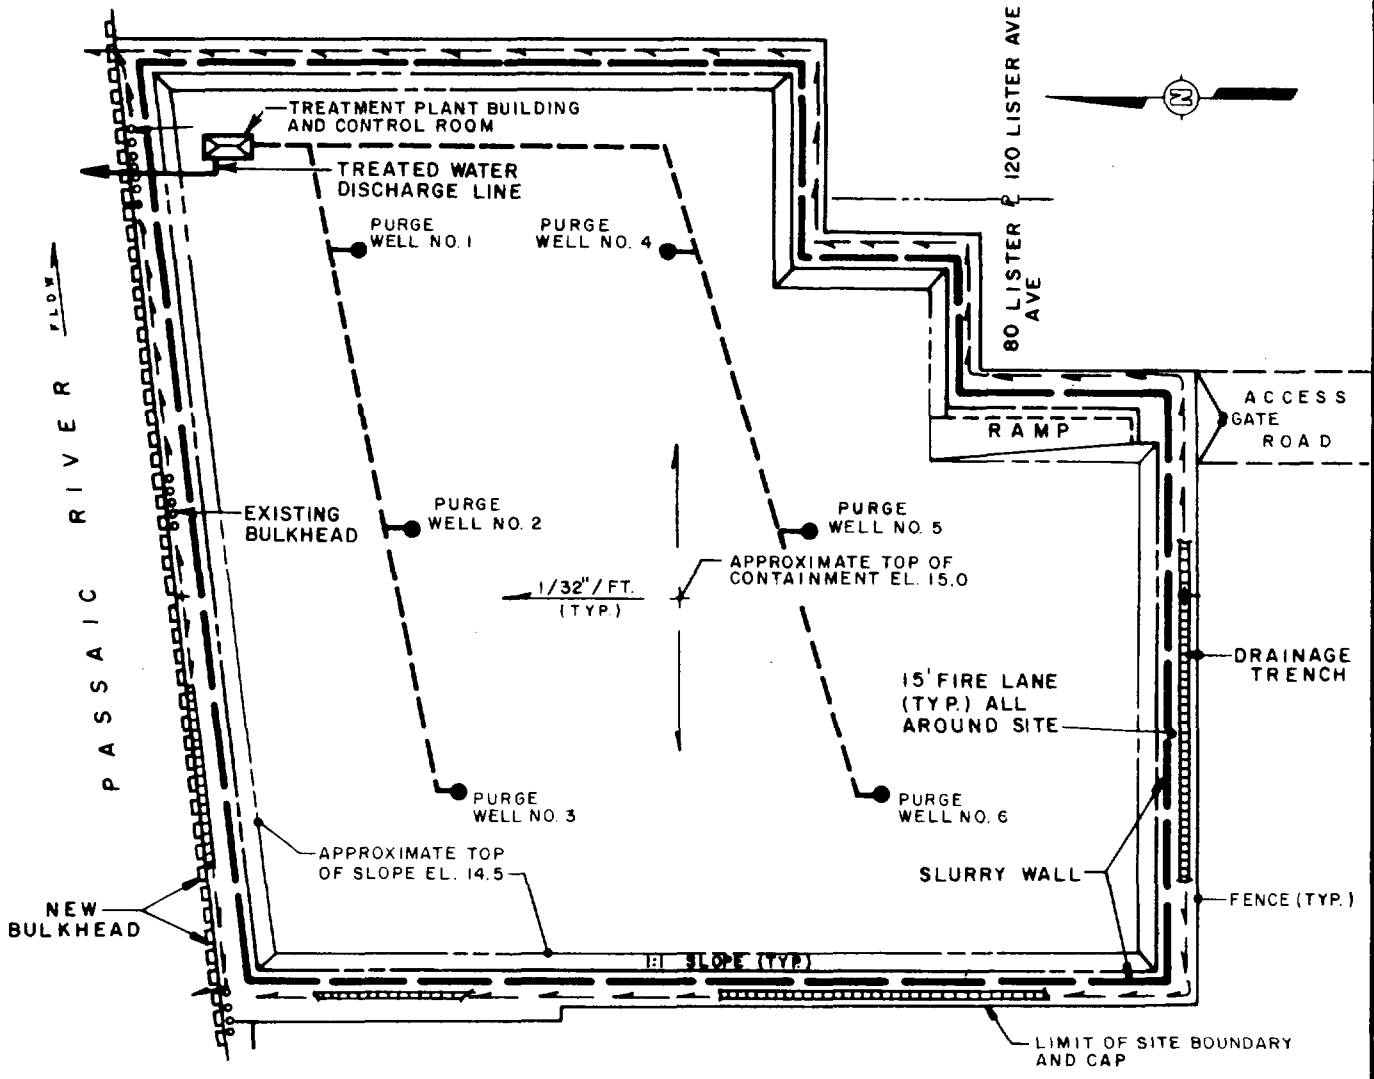 TREATMENT PLANT BUILDING
AND CONTROL ROOM
TREATED WATER
DISCHARGE LINE
PURGE
WELL NO. 1
PURGE
WELL NO. 4
80 LISTER
AVE
P
L
120 LISTER AVE
N
FLOW
PASSAIC RIVER
ACCESS
GATE
ROAD
RAMP
EXISTING
BULKHEAD
PURGE
WELL NO. 2
PURGE
WELL NO. 5
APPROXIMATE TOP OF
CONTAINMENT EL. 15.0
1/32"/FT.
(TYP.)
DRAINAGE
TRENCH
15' FIRE LANE
(TYP.) ALL
AROUND SITE
PURGE
WELL NO. 3
PURGE
WELL NO. 6
APPROXIMATE TOP
OF SLOPE EL. 14.5
SLURRY WALL
NEW
BULKHEAD
FENCE (TYP.)
1:1 SLOPE (TYP.)
LIMIT OF SITE BOUNDARY
AND CAP